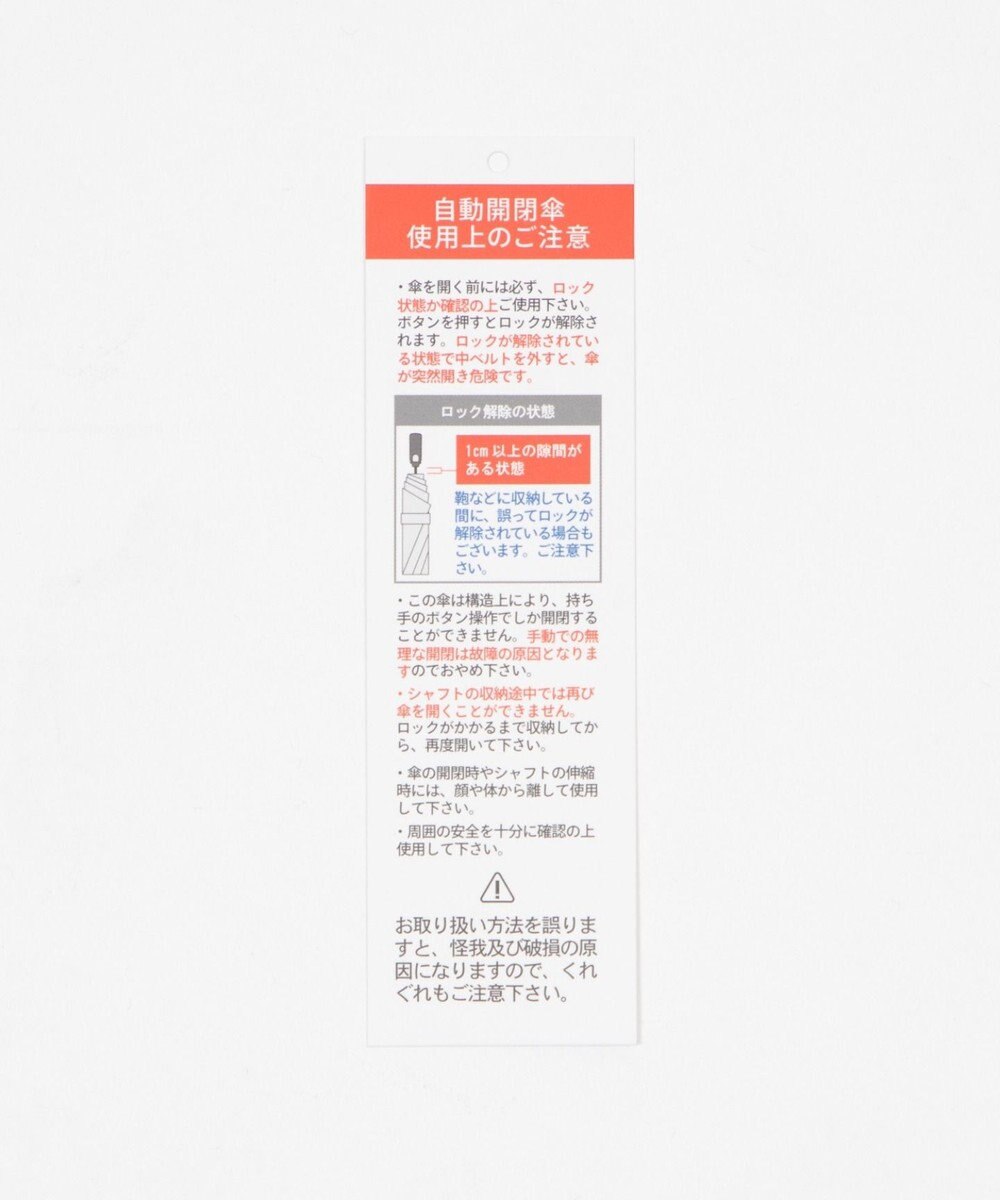 自動開閉傘
使用上のご注意
・傘を開く前には必ず、ロック
状態か確認の上ご使用下さい。
ボタンを押すとロックが解除さ
れます。ロックが解除されてい
る状態で中ベルトを外すと、傘
が突然開き危険です。
ロック解除の状態
1cm 以上の隙間が
ある状態
鞄などに収納している
間に、誤ってロックが
解除されている場合も
ございます。ご注意下
さい。
・この傘は構造上により、持ち
手のボタン操作でしか開閉する
ことができません。手動での無
理な開閉は故障の原因となりま
すのでおやめ下さい。
・シャフトの収納途中では再び
傘を開くことができません。
ロックがかかるまで収納してか
ら、再度開いて下さい。
・傘の開閉時やシャフトの伸縮
時には、顔や体から離して使用
して下さい。
・周囲の安全を十分に確認の上
使用して下さい。
お取り扱い方法を誤りま
すと、怪我及び破損の原
因になりますので、くれ
ぐれもご注意下さい。